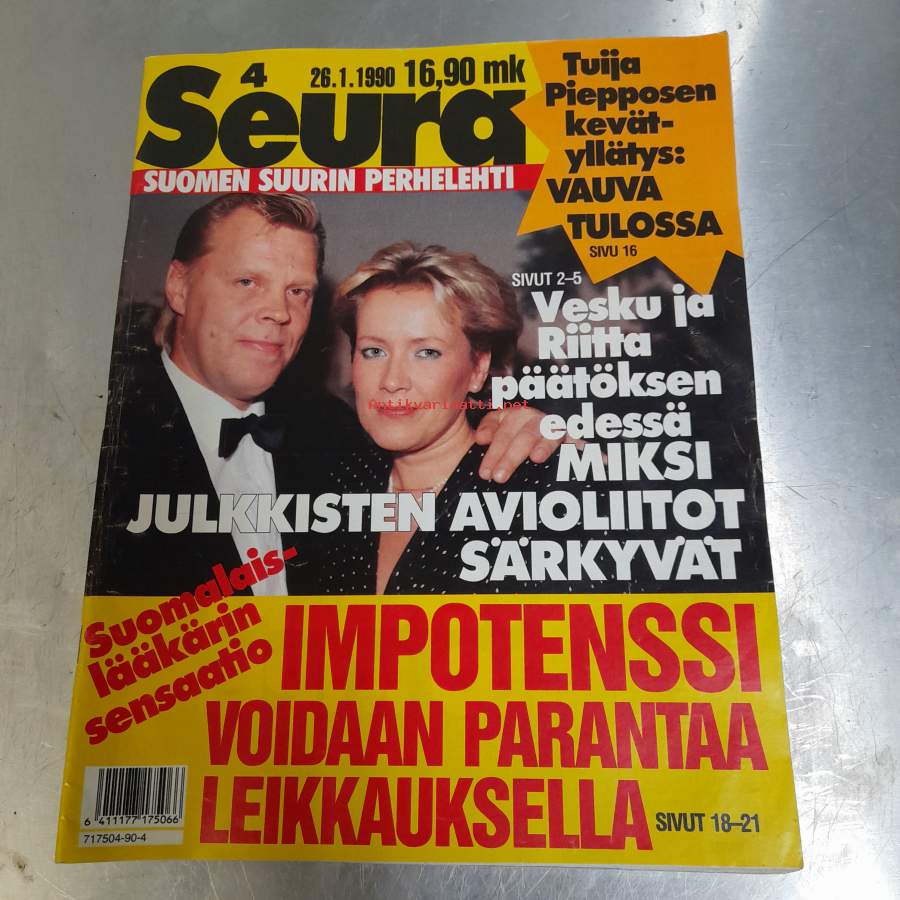 4
26.1.1990 16,90 mk
Seura
SUOMEN SUURIN PERHELEHTI
Tuija
Piepposen
kevät-
yllätys:
VAUVA
TULOSSA
SIVU 16
SIVUT 2–5
Vesku ja
Riitta
päätöksen
edessä
MIKSI
JULKKISTEN AVIOLIITOT
SÄRKYVÄT
Antikvariaatti.net
Suomalais-
lääkärin
sensaatio
IMPOTENSSI
VOIDAAN PARANTAA
LEIKKAUKSELLA
SIVUT 18–21
6 411177 175066
717504-90-4